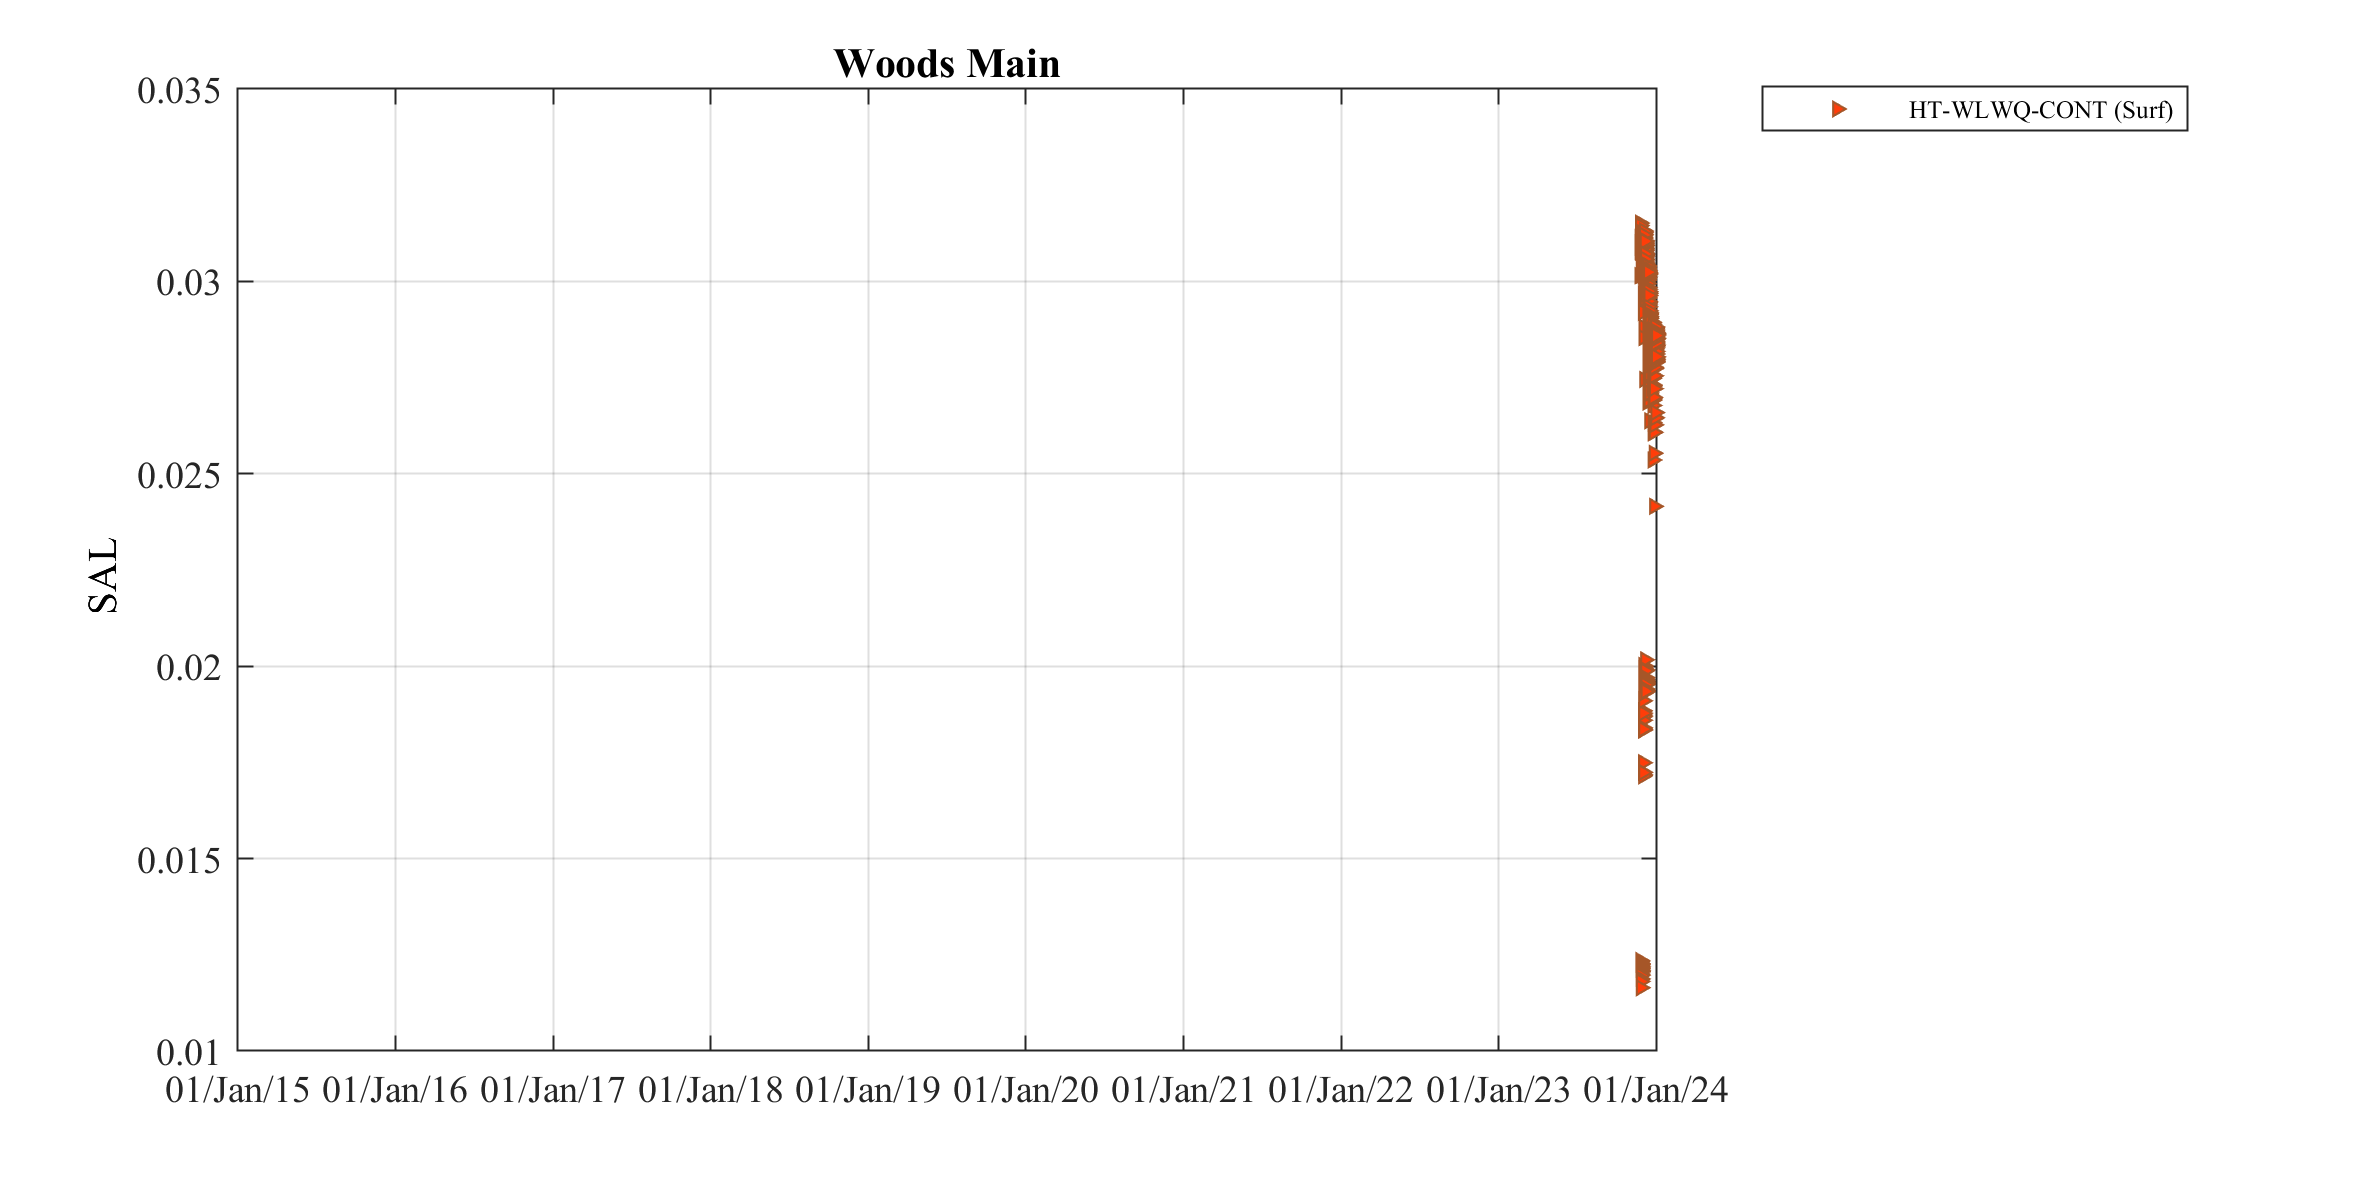 Woods Main
HT-WLWQ-CONT (Surf)
0.035
0.03
0.025
0.02
0.015
0.01
SAL
01/Jan/15 01/Jan/16 01/Jan/17 01/Jan/18 01/Jan/19 01/Jan/20 01/Jan/21 01/Jan/22 01/Jan/23 01/Jan/24